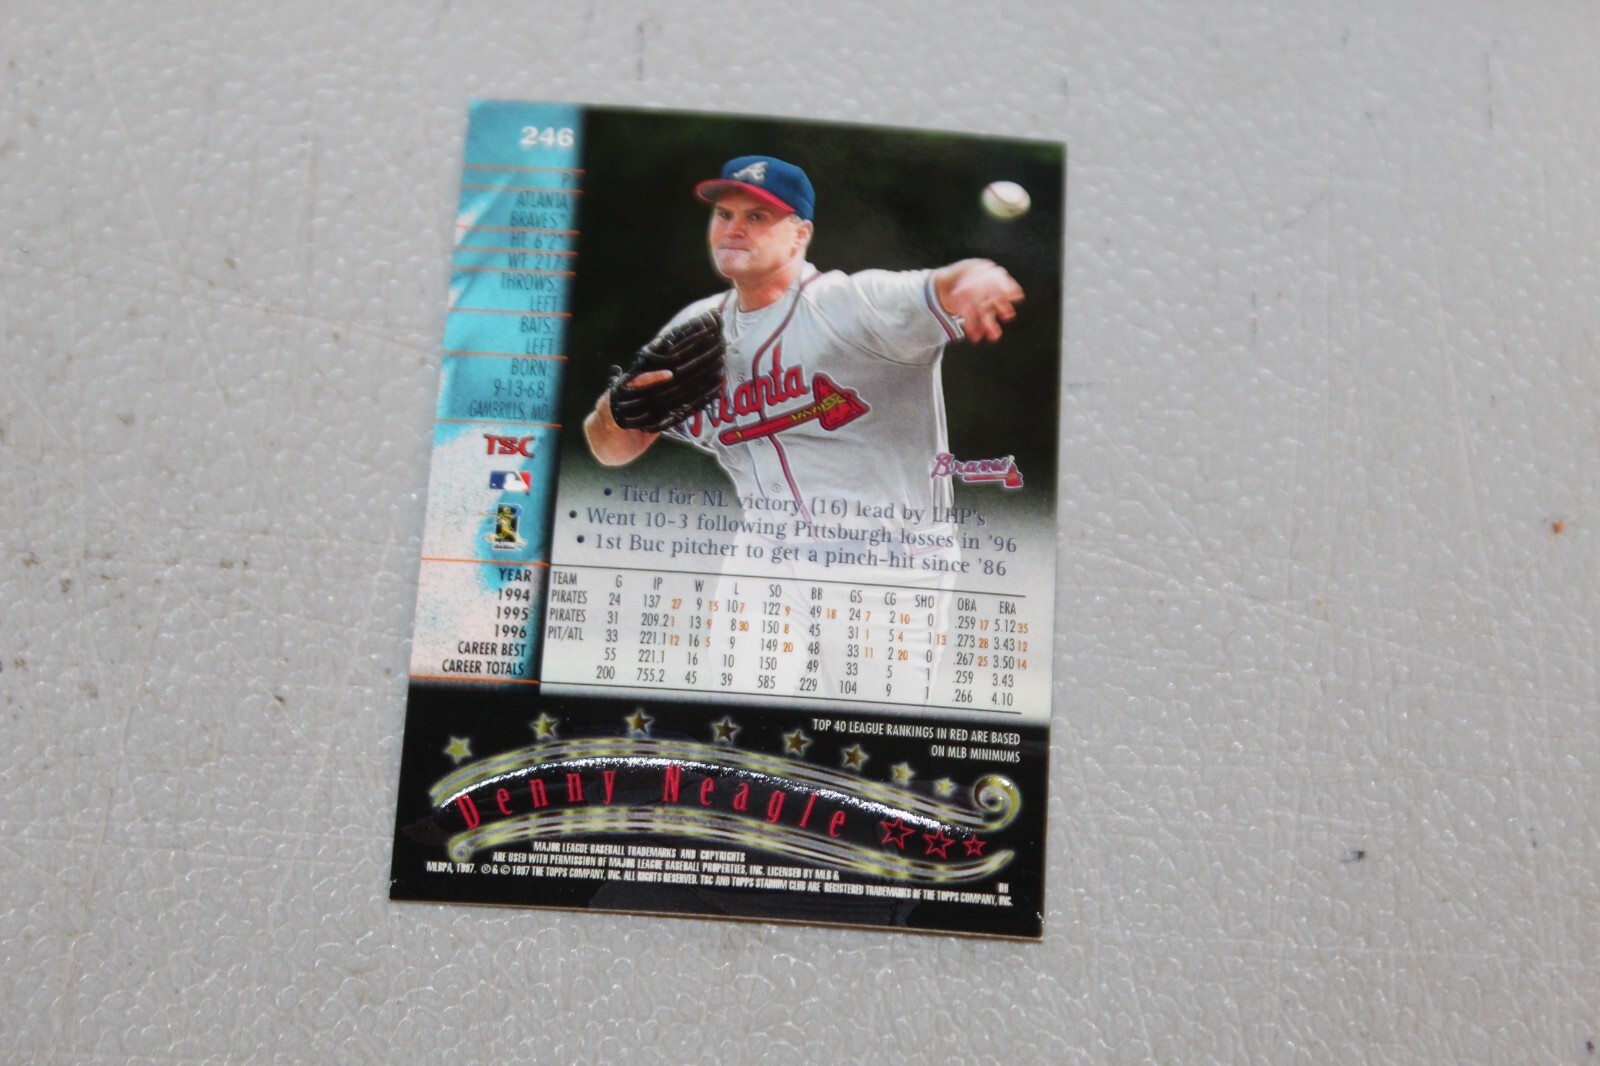 246
P
ATLANTA
BRAVES™
HT: 6'2"
WT: 217
THROWS:
LEFT
BATS:
LEFT
BORN:
9-13-68,
GAMBRILLS, MD
TSC
A
Atlanta
Braves
• Tied for NL victory (16) lead by LHP's
• Went 10-3 following Pittsburgh losses in '96
• 1st Buc pitcher to get a pinch-hit since '86
YEAR TEAM G IP W L SO BB GS CG SHO OBA ERA
1994 PIRATES 24 137 27 9 15 10 7 122 9 49 18 24 7 2 10 0 .259 17 5.12 35
1995 PIRATES 31 209.2 1 13 9 8 30 150 8 45 31 1 5 4 1 13 .273 28 3.43 12
1996 PIT/ATL 33 221.1 12 16 5 9 149 20 48 33 11 2 20 0 .267 25 3.50 14
CAREER BEST 55 221.1 16 10 150 49 33 5 1 .259 3.43
CAREER TOTALS 200 755.2 45 39 585 229 104 9 1 .266 4.10
TOP 40 LEAGUE RANKINGS IN RED ARE BASED
ON MLB MINIMUMS
Denny Neagle
MAJOR LEAGUE BASEBALL TRADEMARKS AND COPYRIGHTS
ARE USED WITH PERMISSION OF MAJOR LEAGUE BASEBALL PROPERTIES, INC. LICENSED BY MLB &
MLBPA, 1997. ® & © 1997 THE TOPPS COMPANY, INC. ALL RIGHTS RESERVED. TSC AND TOPPS STADIUM CLUB ARE REGISTERED TRADEMARKS OF THE TOPPS COMPANY, INC.